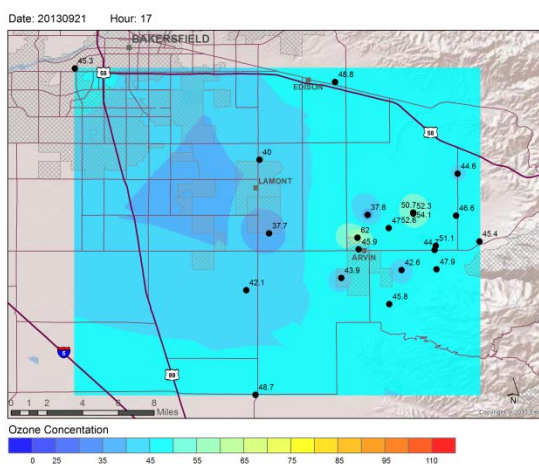 Date: 20130921 Hour: 17
BAKERSFIELD
45.3
58
48.8
EDISON
58
40
44.6
LAMONT
50.7 52.3
54.1
37.8
46.6
47 52.6
37.7
62
45.4
51.1
45.9
44.7
ARVIN
42.6
47.9
43.9
42.1
45.8
5
99
48.7
N
0 1 2 4 6 8
Miles
Ozone Concentation
0 25 35 45 55 65 75 85 95 110